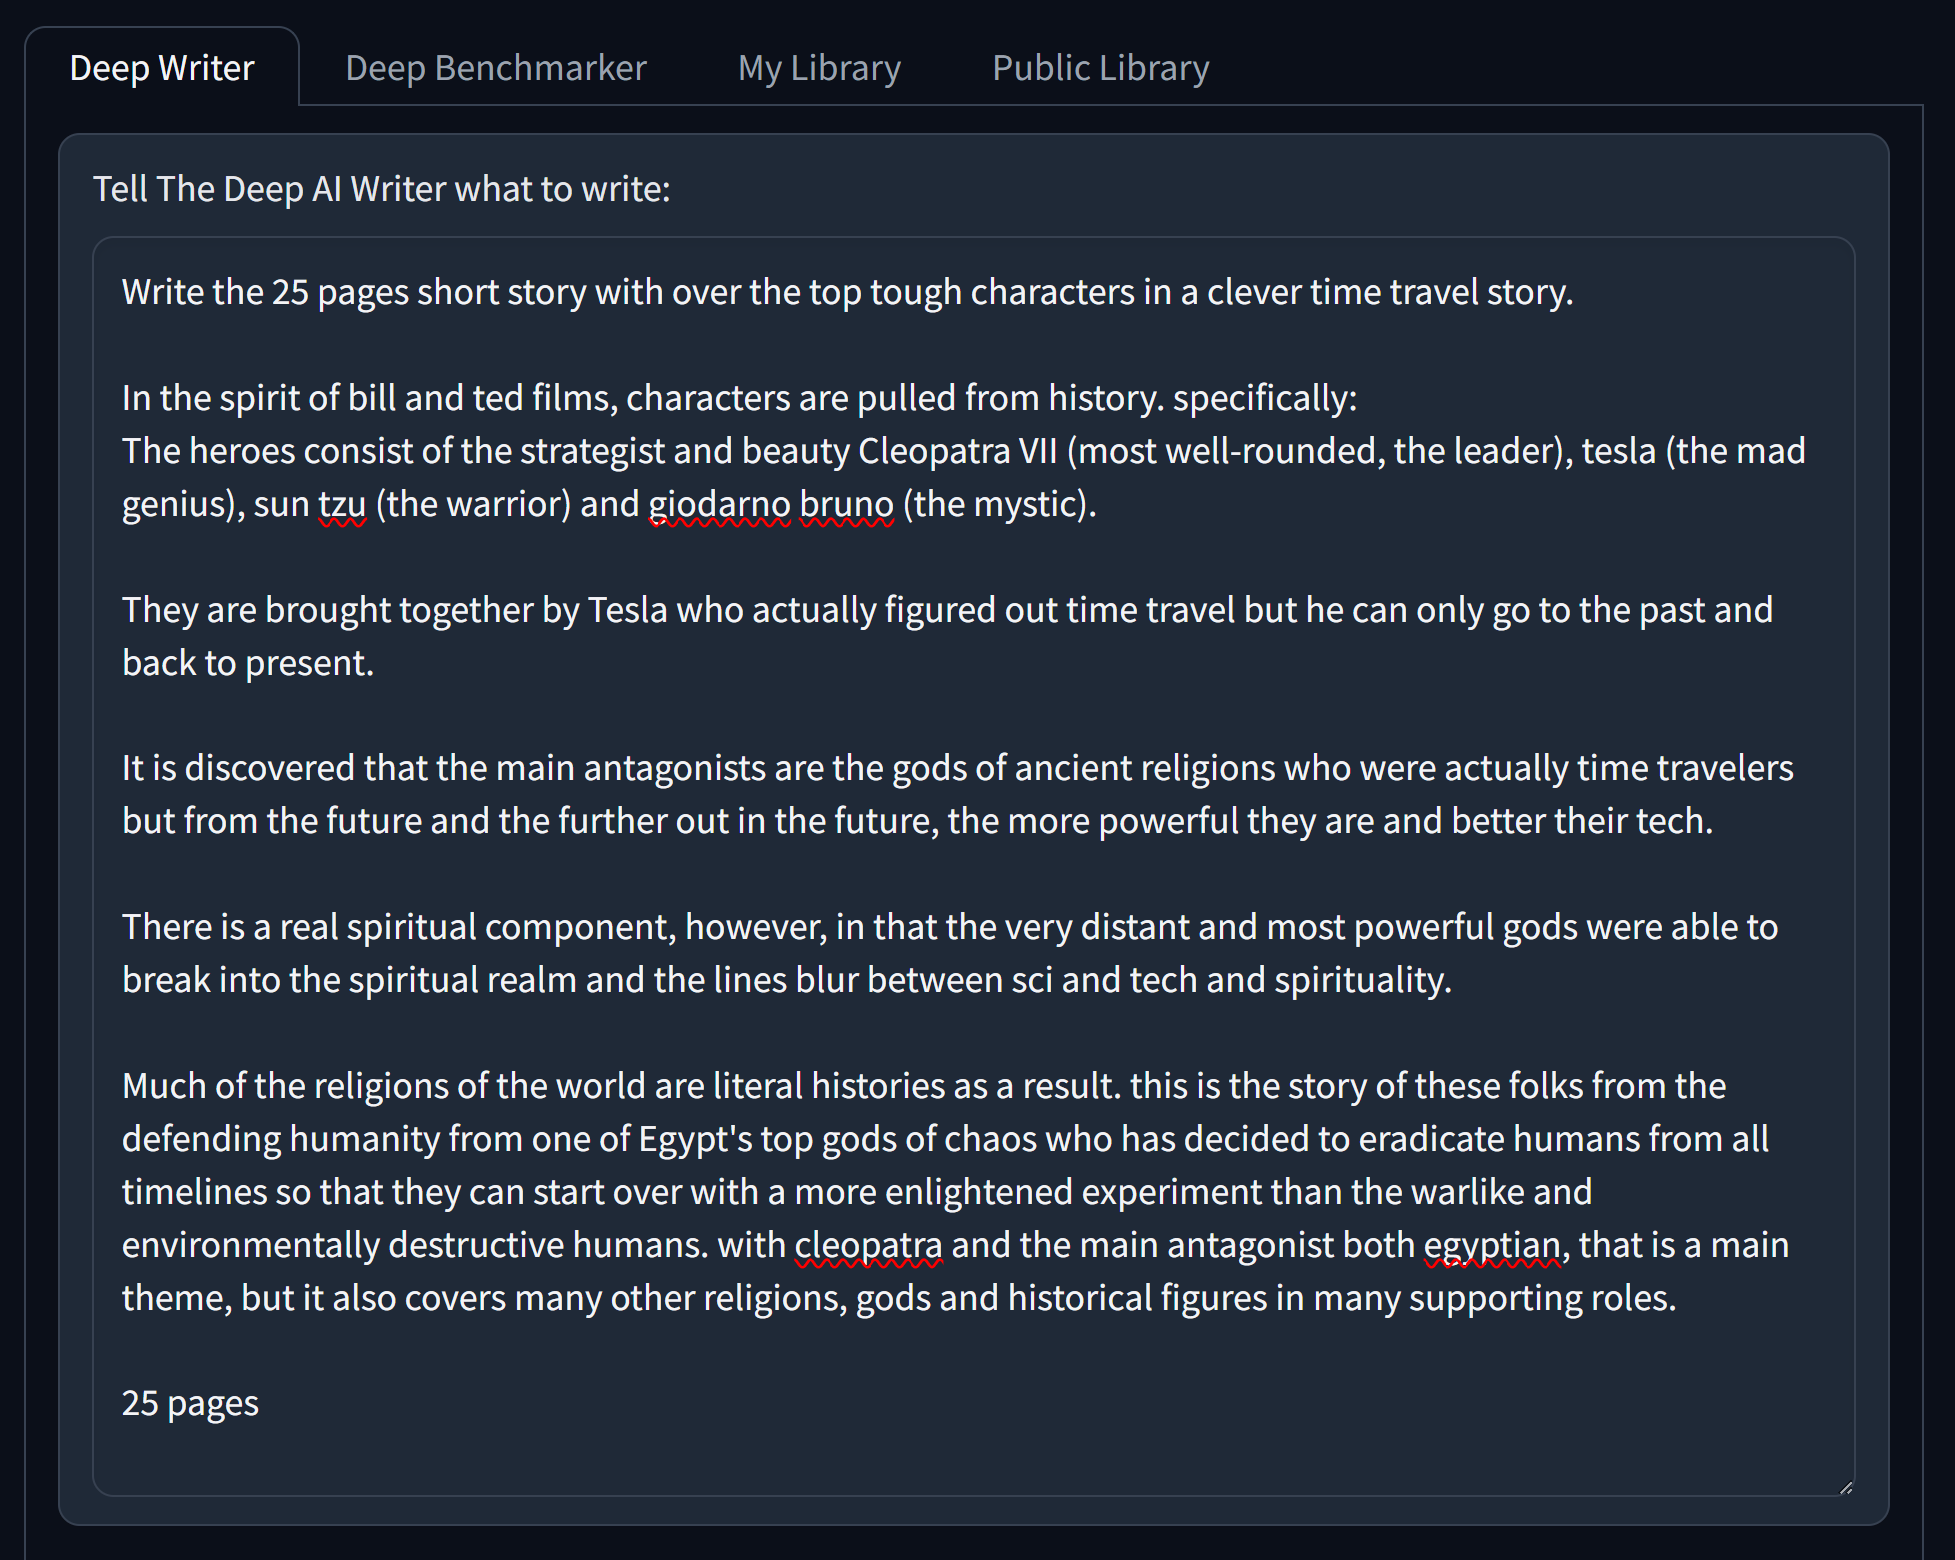 Deep Writer
Deep Benchmarker
My Library
Public Library
Tell The Deep AI Writer what to write:
Write the 25 pages short story with over the top tough characters in a clever time travel story.
In the spirit of bill and ted films, characters are pulled from history. specifically:
The heroes consist of the strategist and beauty Cleopatra VII (most well-rounded, the leader), tesla (the mad
genius), sun tzu (the warrior) and giodarno bruno (the mystic).
They are brought together by Tesla who actually figured out time travel but he can only go to the past and
back to present.
It is discovered that the main antagonists are the gods of ancient religions who were actually time travelers
but from the future and the further out in the future, the more powerful they are and better their tech.
There is a real spiritual component, however, in that the very distant and most powerful gods were able to
break into the spiritual realm and the lines blur between sci and tech and spirituality.
Much of the religions of the world are literal histories as a result. this is the story of these folks from the
defending humanity from one of Egypt's top gods of chaos who has decided to eradicate humans from all
timelines so that they can start over with a more enlightened experiment than the warlike and
environmentally destructive humans. with cleopatra and the main antagonist both egyptian, that is a main
theme, but it also covers many other religions, gods and historical figures in many supporting roles.
25 pages